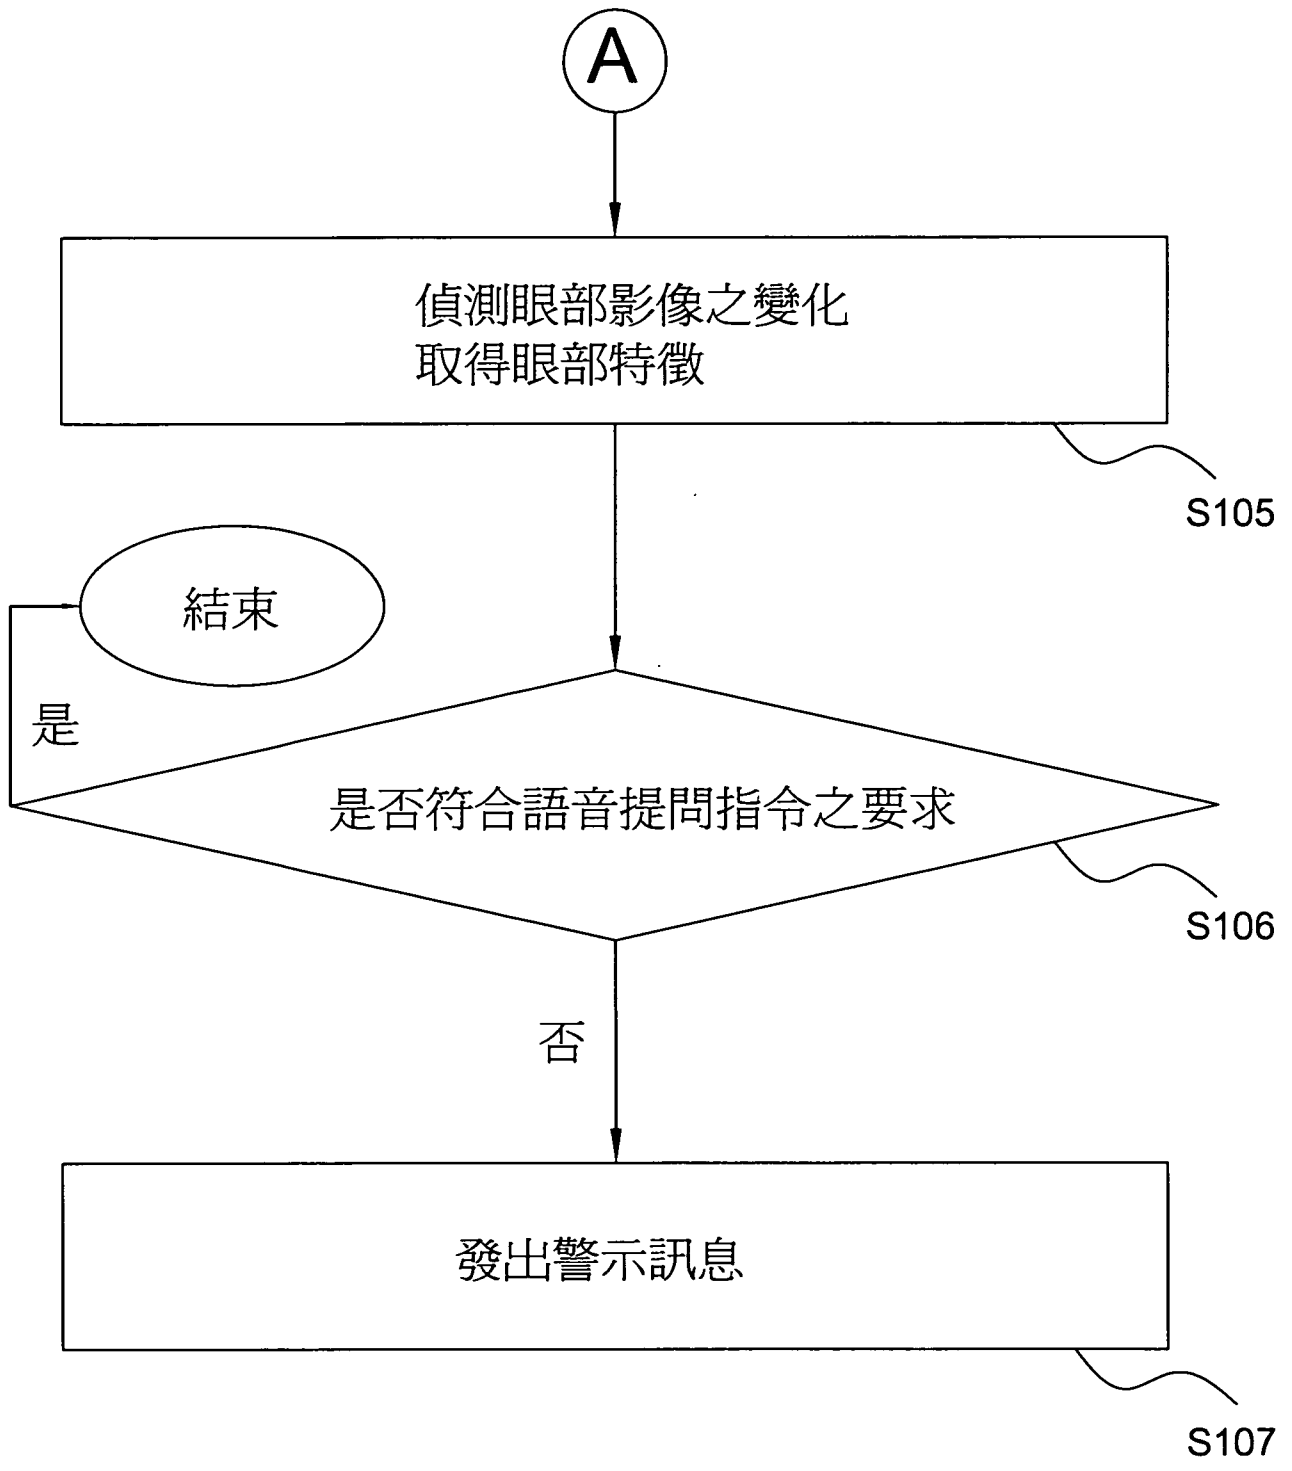 A
偵測眼部影像之變化
取得眼部特徵
S105
結束
是
是否符合語音提問指令之要求
S106
否
發出警示訊息
S107